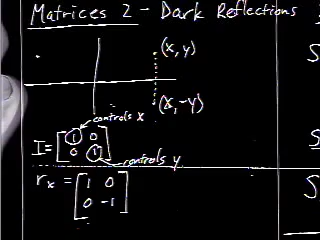 Matrices 2 - Dark Reflections
(x, y)
(x, -y)
controls x
I = [1 0
0 1]
controls y
rx = [1 0
0 -1]
S
S
S